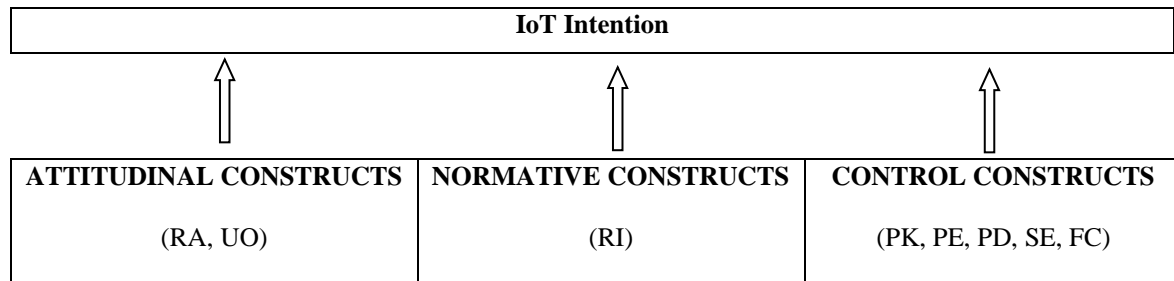 IoT Intention
ATTITUDINAL CONSTRUCTS
(RA, UO)
NORMATIVE CONSTRUCTS
(RI)
CONTROL CONSTRUCTS
(PK, PE, PD, SE, FC)